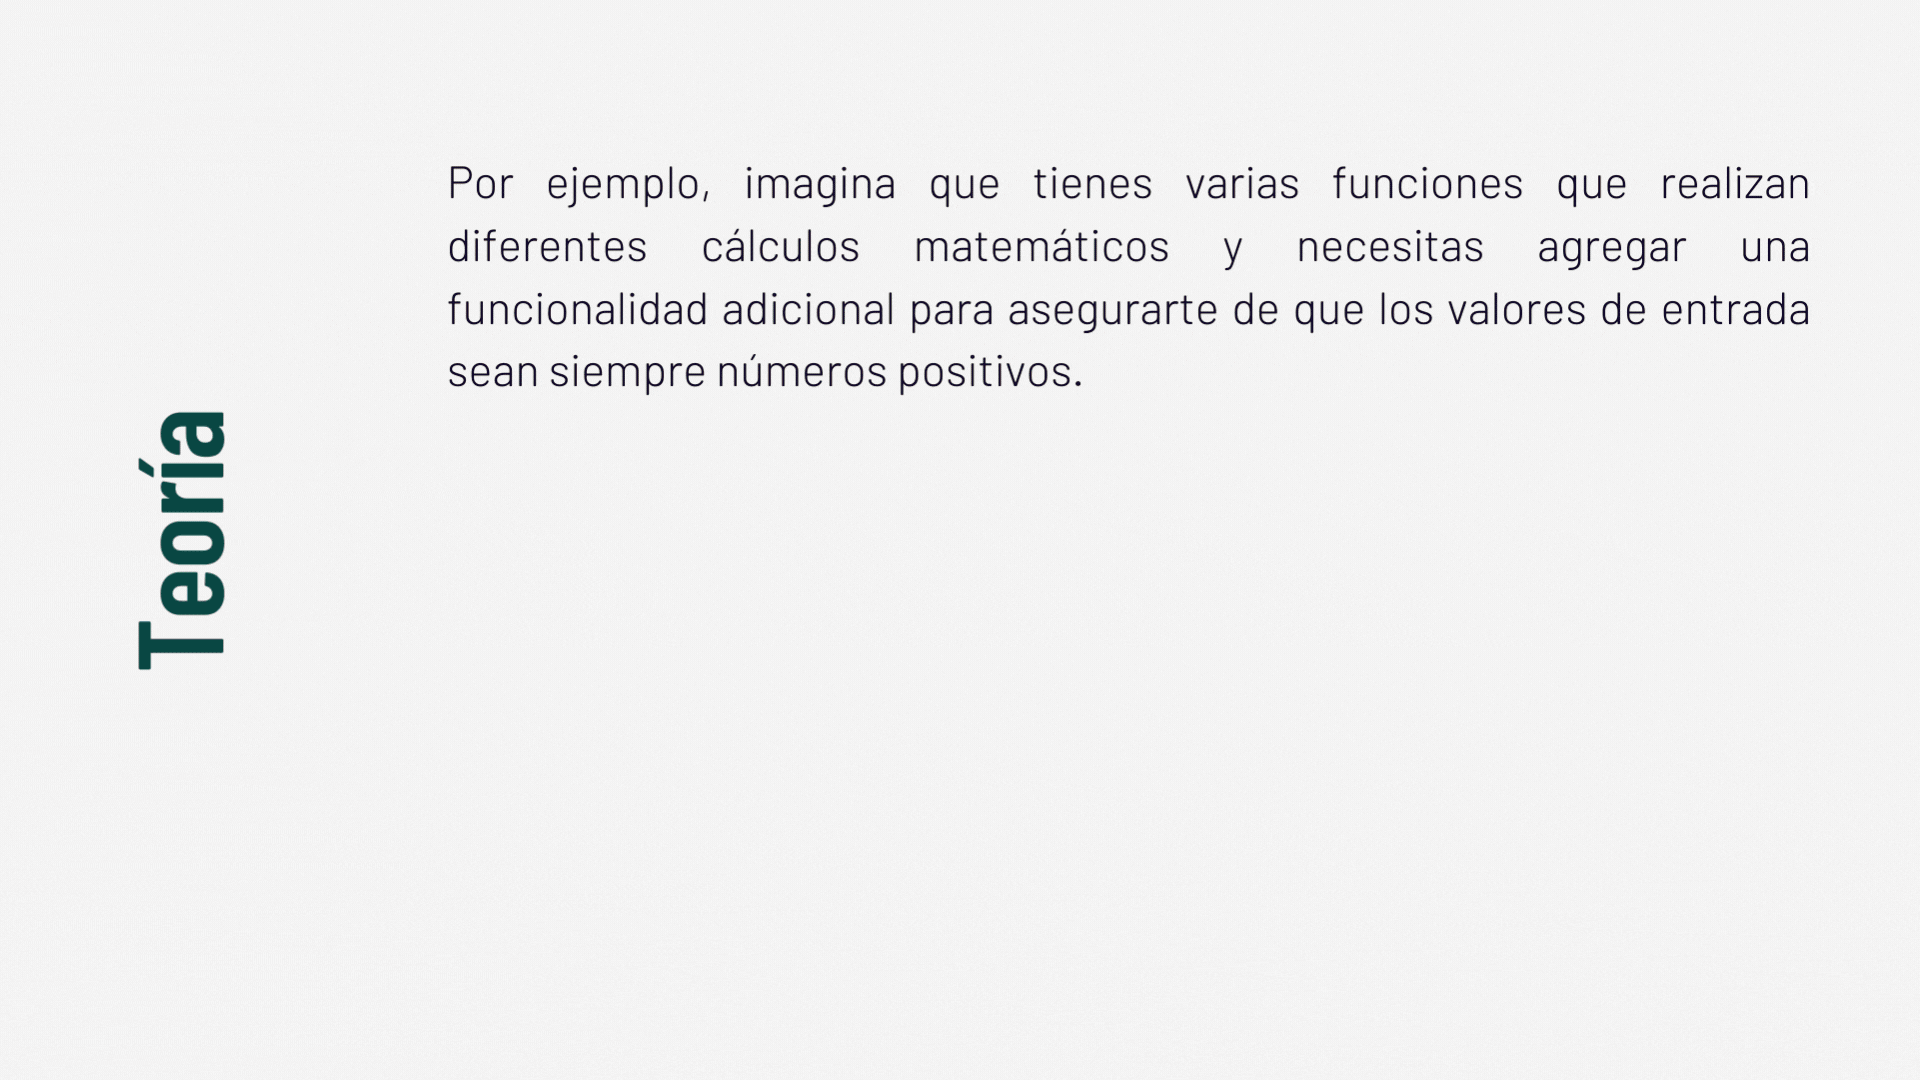 Teoría
Por ejemplo, imagina que tienes varias funciones que realizan
diferentes cálculos matemáticos y necesitas agregar una
funcionalidad adicional para asegurarte de que los valores de entrada
sean siempre números positivos.